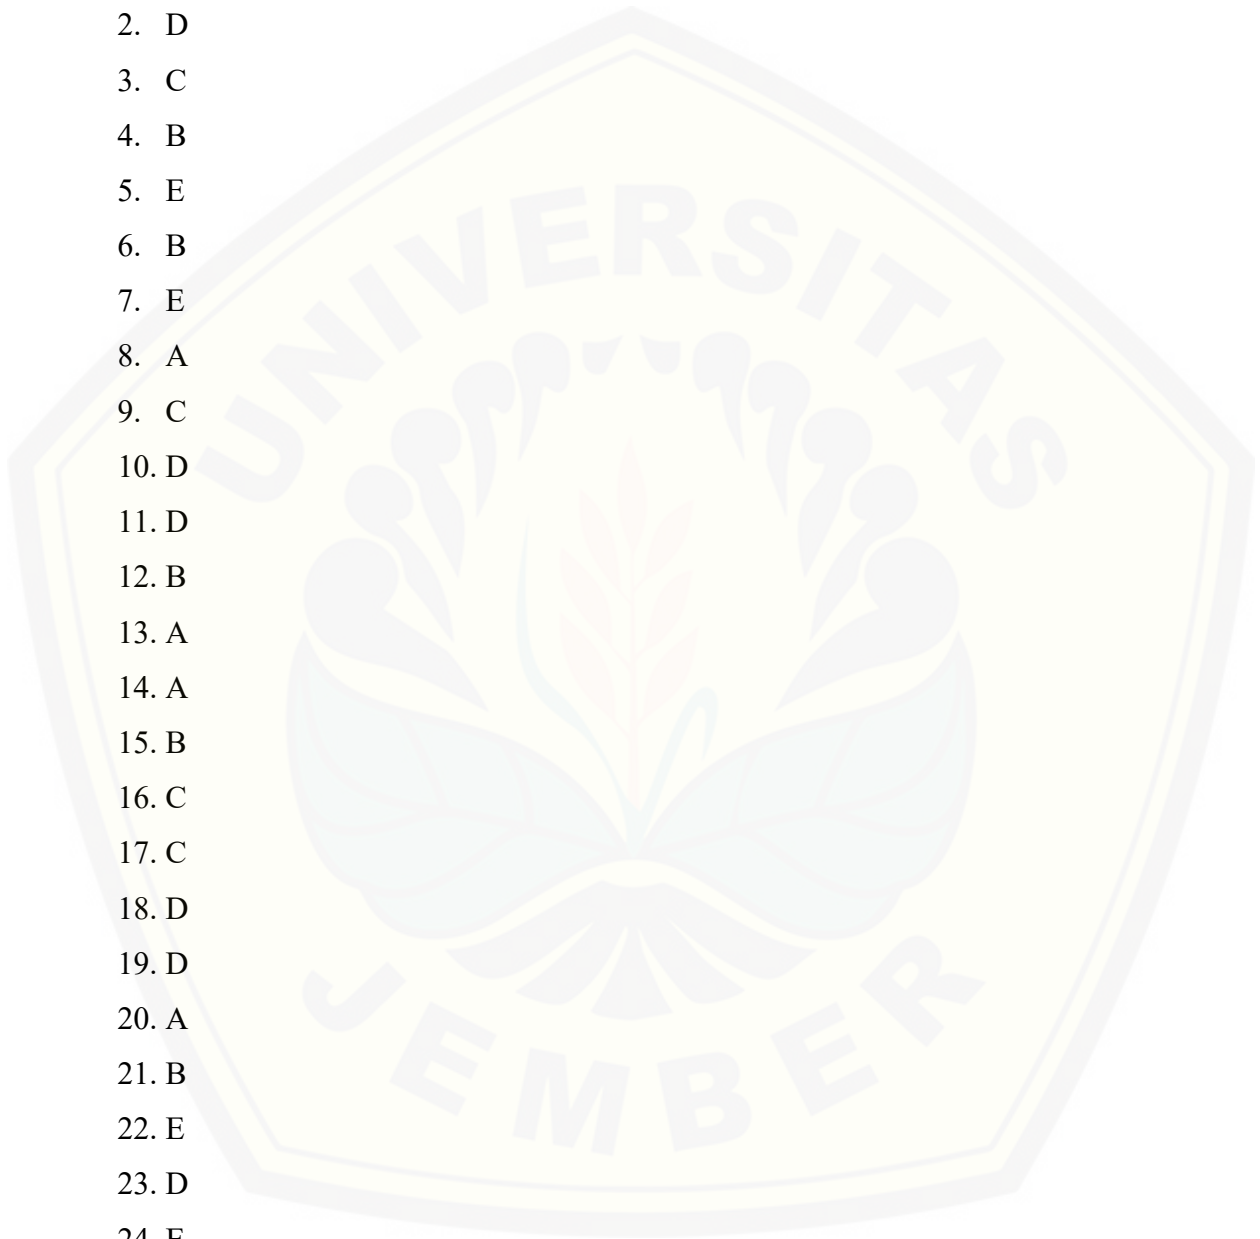 2. D
3. C
4. B
5. E
6. B
7. E
8. A
9. C
10. D
11. D
12. B
13. A
14. A
15. B
16. C
17. C
18. D
19. D
20. A
21. B
22. E
23. D
24.
UNIVERSITAS
JEMBER